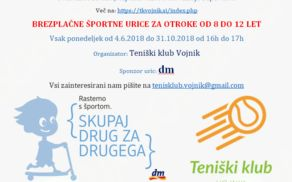 Več na: https://tkvojnik.si/index.php
BREZPLAČNE ŠPORTNE URICE ZA OTROKE OD 8 DO 12 LET
Vsak ponedeljek od 4.6.2018 do 31.10.2018 od 16h do 17h
Organizator: Teniški klub Vojnik
Sponzor uric: dm
Vsi zainteresirani nam pišite na tenisklub.vojnik@gmail.com
Rastemo
s športom.
SKUPAJ
DRUG ZA
DRUGEGA
dm
Teniški klub